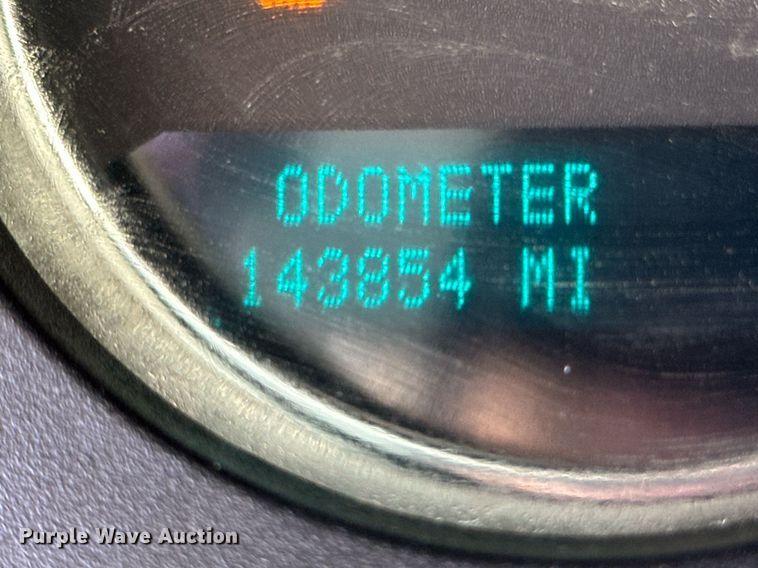 ODOMETER
143854 MI
Purple Wave Auction